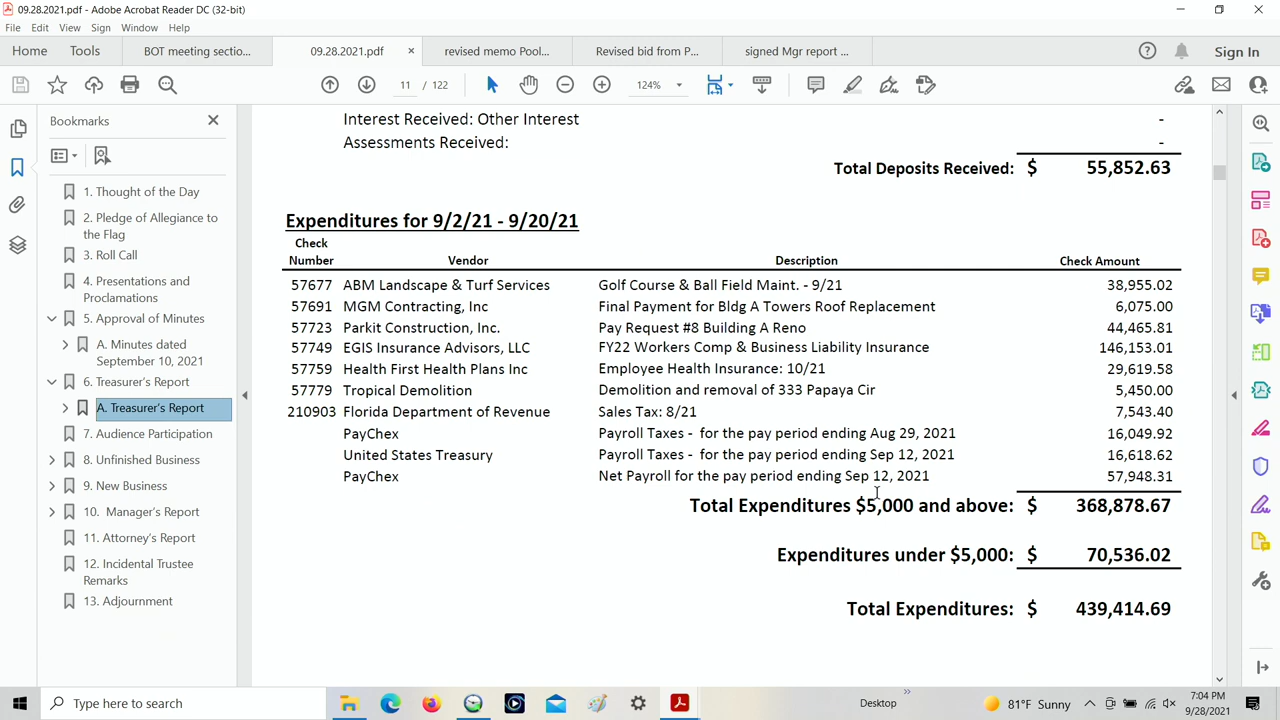 09.28.2021.pdf - Adobe Acrobat Reader DC (32-bit)
File Edit View Sign Window Help
Home Tools BOT meeting sectio... 09.28.2021.pdf × revised memo Pool... Revised bid from P... signed Mgr report ... Sign In
11 / 122 124%
Bookmarks
1. Thought of the Day
2. Pledge of Allegiance to
the Flag
3. Roll Call
4. Presentations and
Proclamations
5. Approval of Minutes
A. Minutes dated
September 10, 2021
6. Treasurer's Report
A. Treasurer's Report
7. Audience Participation
8. Unfinished Business
9. New Business
10. Manager's Report
11. Attorney's Report
12. Incidental Trustee
Remarks
13. Adjournment
Interest Received: Other Interest -
Assessments Received: -
Total Deposits Received: $ 55,852.63
Expenditures for 9/2/21 - 9/20/21
Check
Number Vendor Description Check Amount
57677 ABM Landscape & Turf Services Golf Course & Ball Field Maint. - 9/21 38,955.02
57691 MGM Contracting, Inc Final Payment for Bldg A Towers Roof Replacement 6,075.00
57723 Parkit Construction, Inc. Pay Request #8 Building A Reno 44,465.81
57749 EGIS Insurance Advisors, LLC FY22 Workers Comp & Business Liability Insurance 146,153.01
57759 Health First Health Plans Inc Employee Health Insurance: 10/21 29,619.58
57779 Tropical Demolition Demolition and removal of 333 Papaya Cir 5,450.00
210903 Florida Department of Revenue Sales Tax: 8/21 7,543.40
PayChex Payroll Taxes - for the pay period ending Aug 29, 2021 16,049.92
United States Treasury Payroll Taxes - for the pay period ending Sep 12, 2021 16,618.62
PayChex Net Payroll for the pay period ending Sep 12, 2021 57,948.31
Total Expenditures $5,000 and above: $ 368,878.67
Expenditures under $5,000: $ 70,536.02
Total Expenditures: $ 439,414.69
Type here to search Desktop 81°F Sunny 7:04 PM
9/28/2021